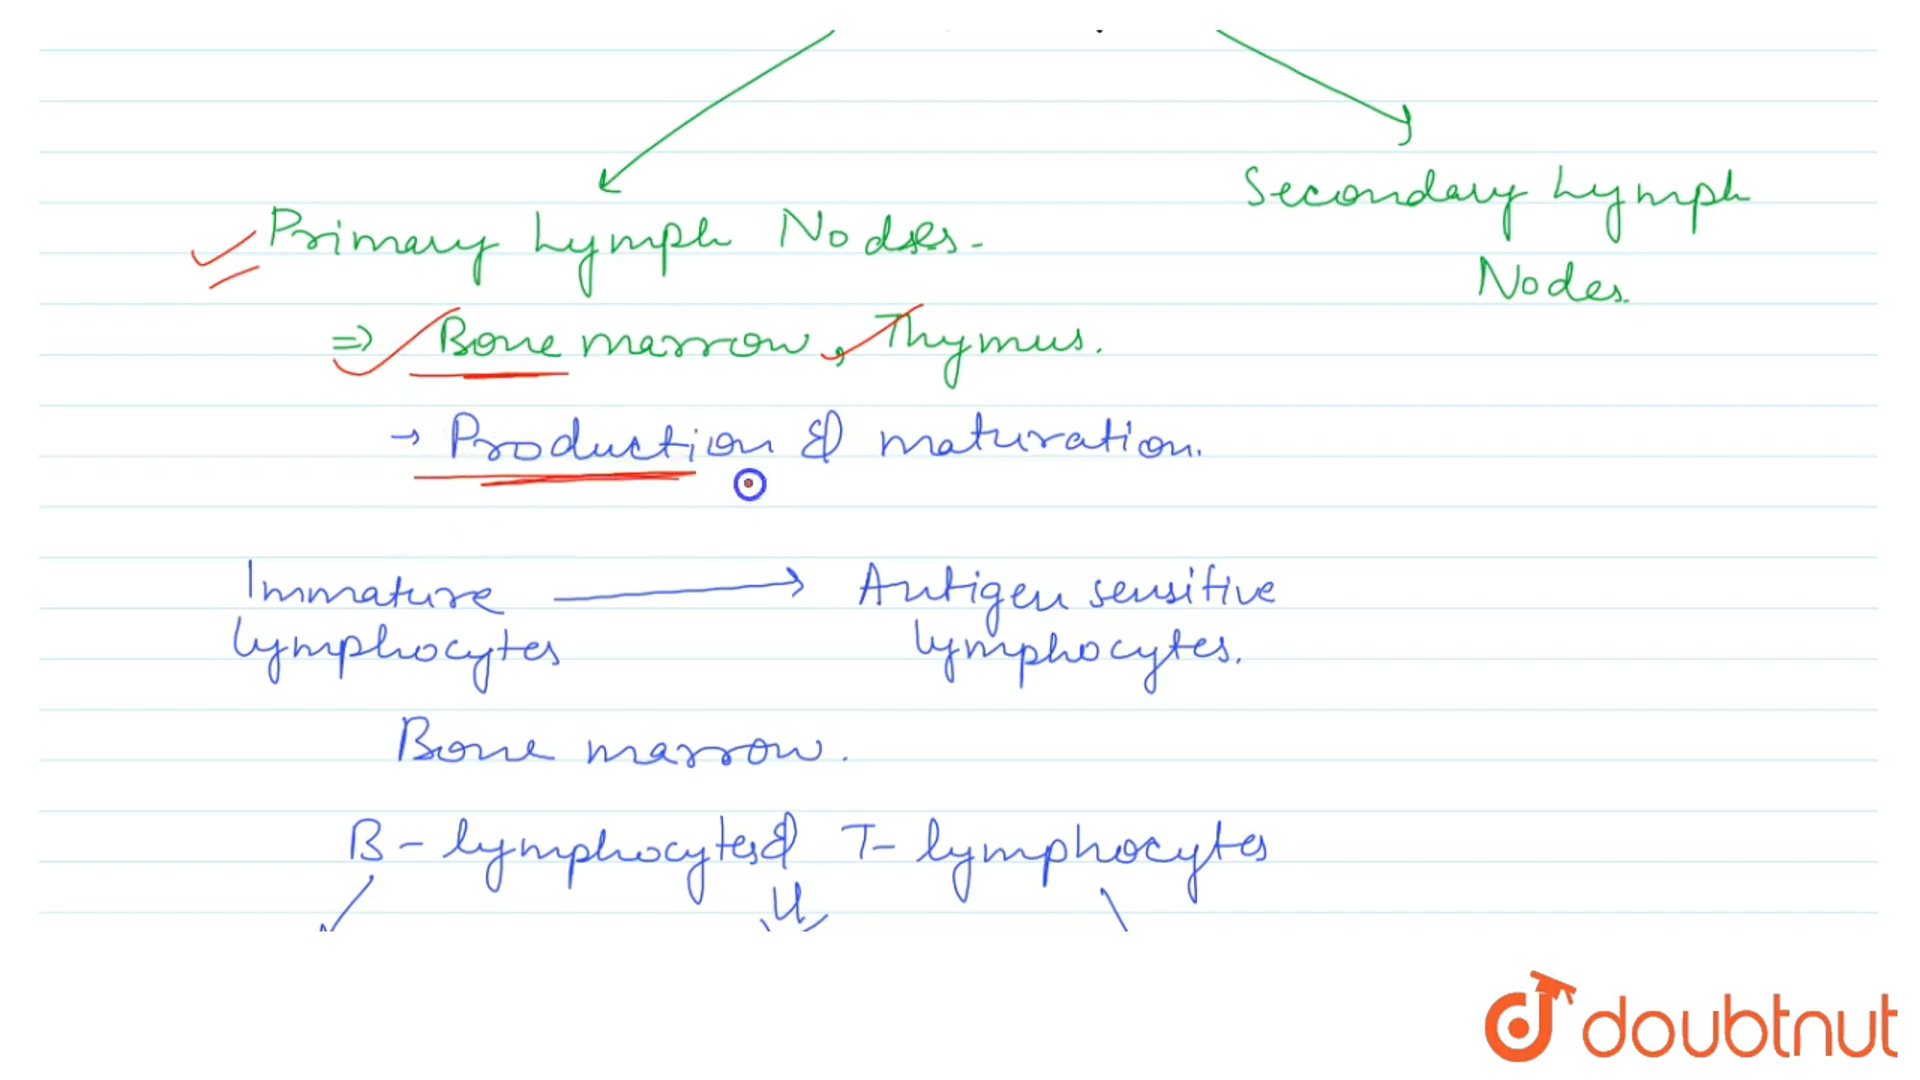 Primary Lymph Nodes.
Secondary Lymph
Nodes.
⇒ Bone marrow, Thymus.
→ Production & maturation.
Immature → Antigen sensitive
lymphocytes lymphocytes.
Bone marrow.
B - lymphocytes & T- lymphocytes
doubtnut